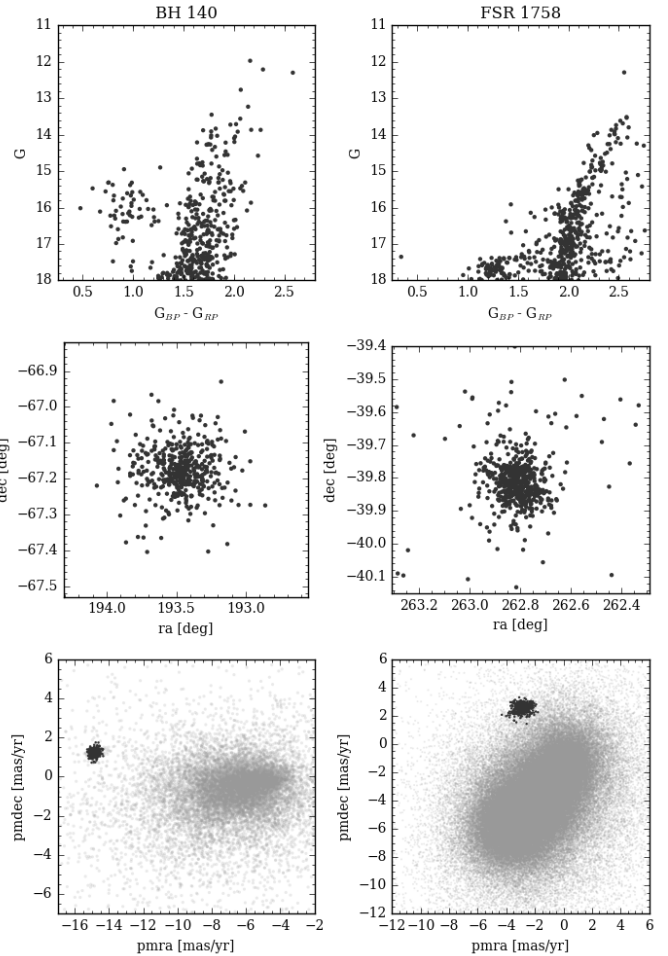 BH 140
FSR 1758
11
12
13
14
15
16
17
18
G
0.5 1.0 1.5 2.0 2.5
G_BP - G_RP
11
12
13
14
15
16
17
18
G
0.5 1.0 1.5 2.0 2.5
G_BP - G_RP
−66.9
−67.0
−67.1
−67.2
−67.3
−67.4
−67.5
dec [deg]
194.0 193.5 193.0
ra [deg]
−39.4
−39.5
−39.6
−39.7
−39.8
−39.9
−40.0
−40.1
dec [deg]
263.2 263.0 262.8 262.6 262.4
ra [deg]
6
4
2
0
−2
−4
−6
pmdec [mas/yr]
−16 −14 −12 −10 −8 −6 −4 −2
pmra [mas/yr]
6
4
2
0
−2
−4
−6
−8
−10
−12
pmdec [mas/yr]
−12 −10 −8 −6 −4 −2 0 2 4 6
pmra [mas/yr]